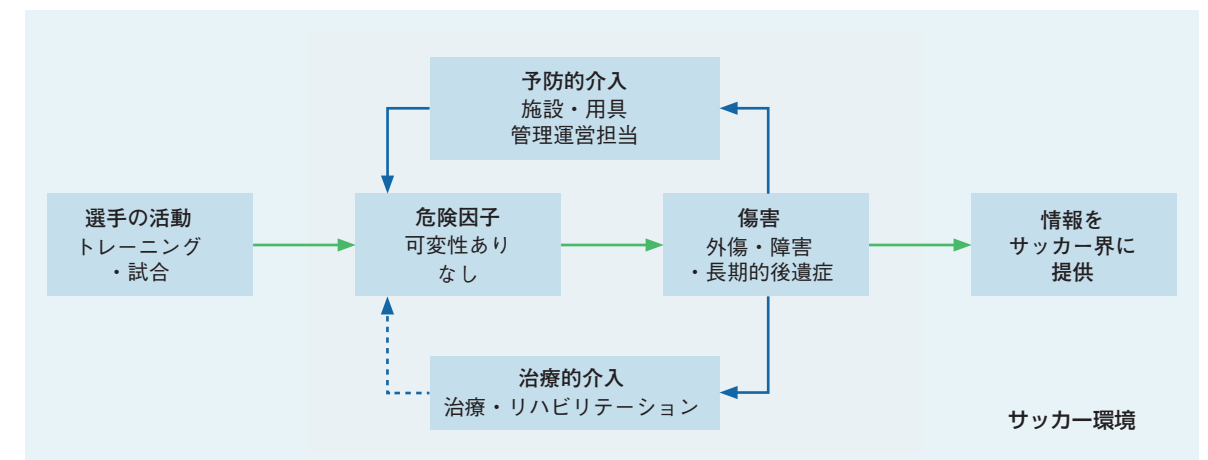 予防的介入
施設・用具
管理運営担当
選手の活動
トレーニング
・試合
危険因子
可変性あり
なし
傷害
外傷・障害
・長期的後遺症
情報を
サッカー界に
提供
治療的介入
治療・リハビリテーション
サッカー環境